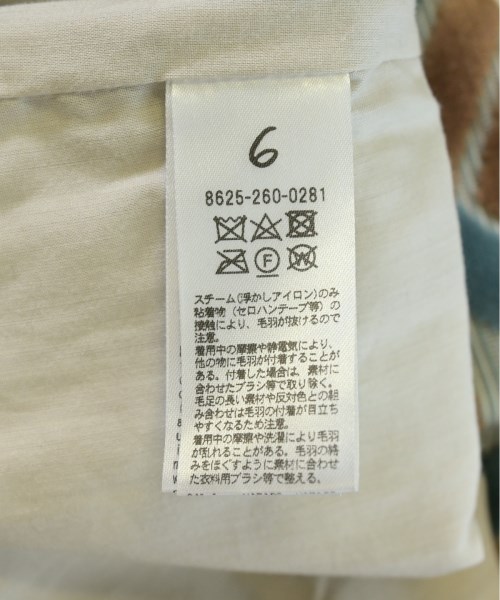 6
8625-260-0281
F W
スチーム(浮かしアイロン)のみ
粘着物(セロハンテープ等)の
接触により、毛羽が抜けるので
注意。
着用中の摩擦や静電気により、
他の物に毛羽が付着することが
ある。付着した場合は、素材に
合わせたブラシ等で取り除く。
毛足の長い素材や反対色との組
み合わせは毛羽の付着が目立ち
やすくなるため注意。
着用中の摩擦や洗濯により毛羽
が乱れることがある。毛羽の絡
みをほぐすように素材に合わせ
た衣料用ブラシ等で整える。